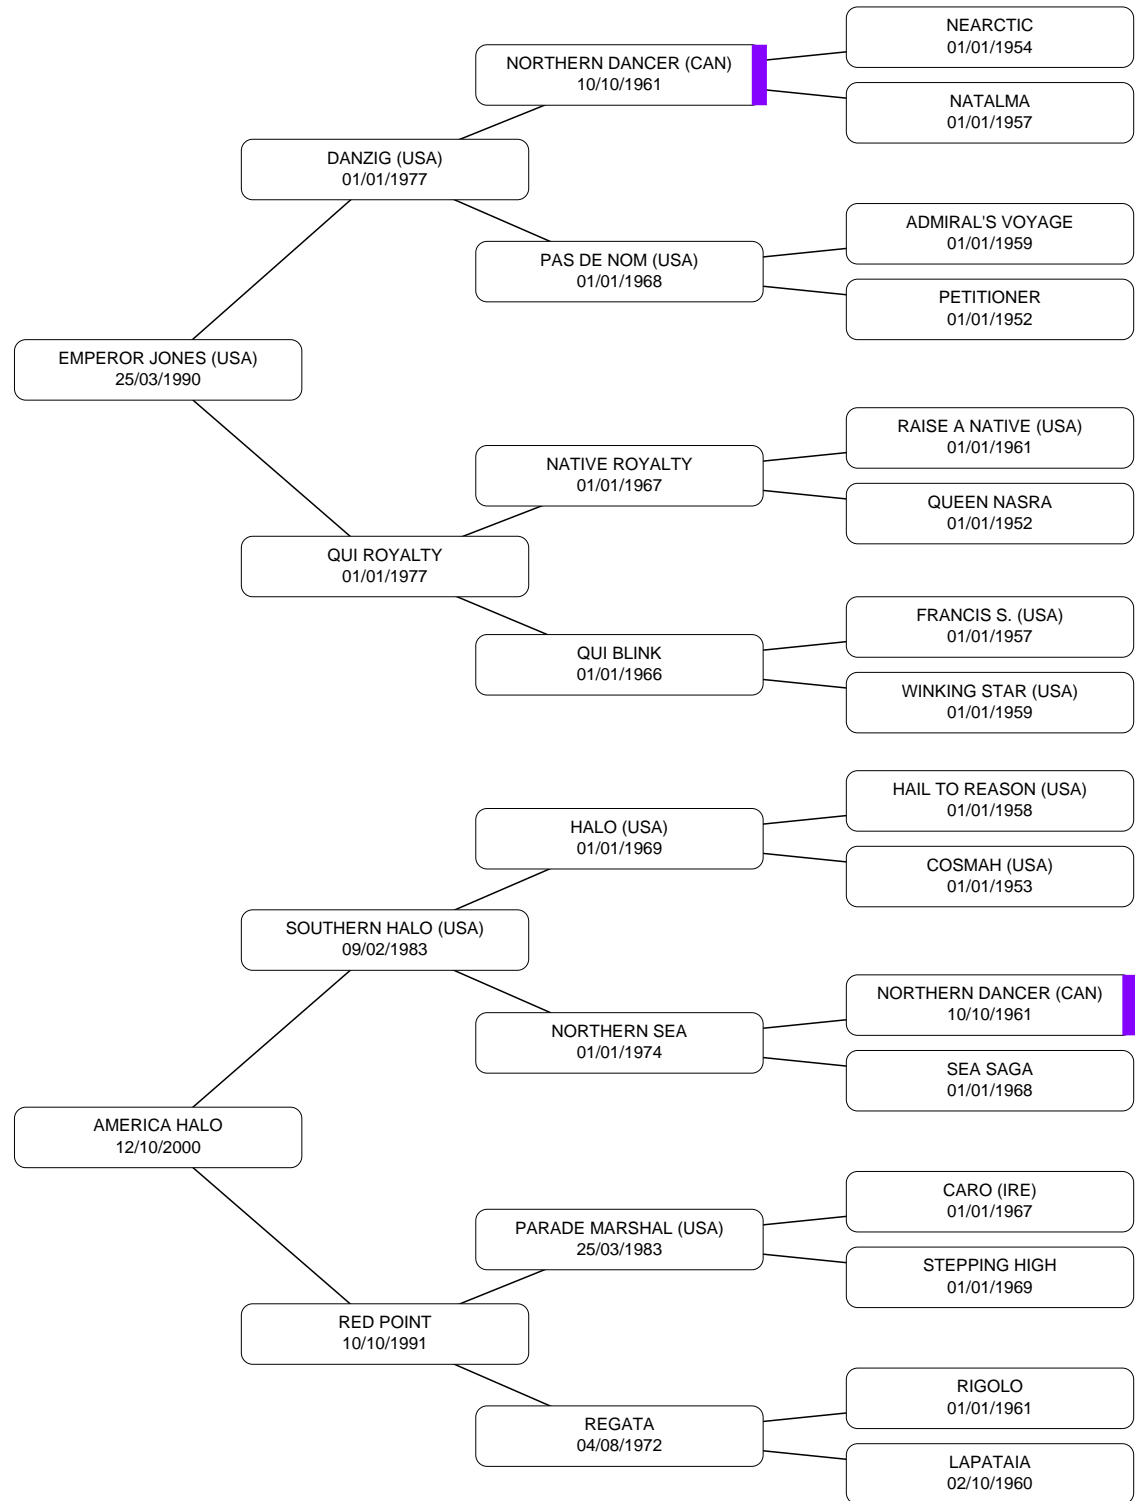 NEARCTIC
01/01/1954
NORTHERN DANCER (CAN)
10/10/1961
NATALMA
01/01/1957
DANZIG (USA)
01/01/1977
ADMIRAL'S VOYAGE
01/01/1959
PAS DE NOM (USA)
01/01/1968
PETITIONER
01/01/1952
EMPEROR JONES (USA)
25/03/1990
RAISE A NATIVE (USA)
01/01/1961
NATIVE ROYALTY
01/01/1967
QUEEN NASRA
01/01/1952
QUI ROYALTY
01/01/1977
FRANCIS S. (USA)
01/01/1957
QUI BLINK
01/01/1966
WINKING STAR (USA)
01/01/1959
HAIL TO REASON (USA)
01/01/1958
HALO (USA)
01/01/1969
COSMAH (USA)
01/01/1953
SOUTHERN HALO (USA)
09/02/1983
NORTHERN DANCER (CAN)
10/10/1961
NORTHERN SEA
01/01/1974
SEA SAGA
01/01/1968
AMERICA HALO
12/10/2000
CARO (IRE)
01/01/1967
PARADE MARSHAL (USA)
25/03/1983
STEPPING HIGH
01/01/1969
RED POINT
10/10/1991
RIGOLO
01/01/1961
REGATA
04/08/1972
LAPATAIA
02/10/1960